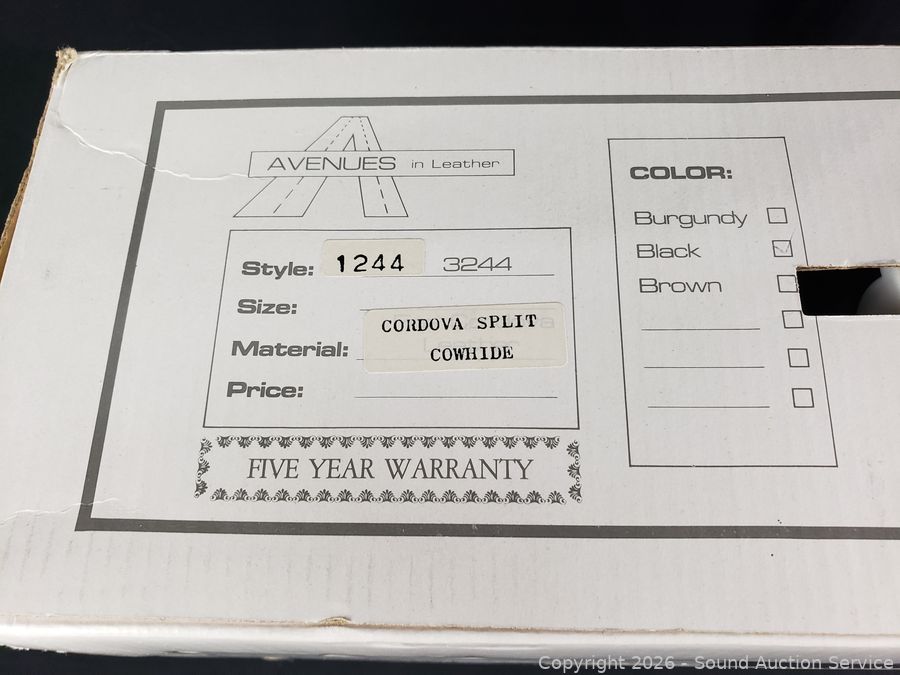 AVENUES in Leather
Style: 1244 3244
Size:
Material: CORDOVA SPLIT
COWHIDE
Price:
FIVE YEAR WARRANTY
COLOR:
Burgundy
Black
Brown
Copyright 2026 - Sound Auction Service